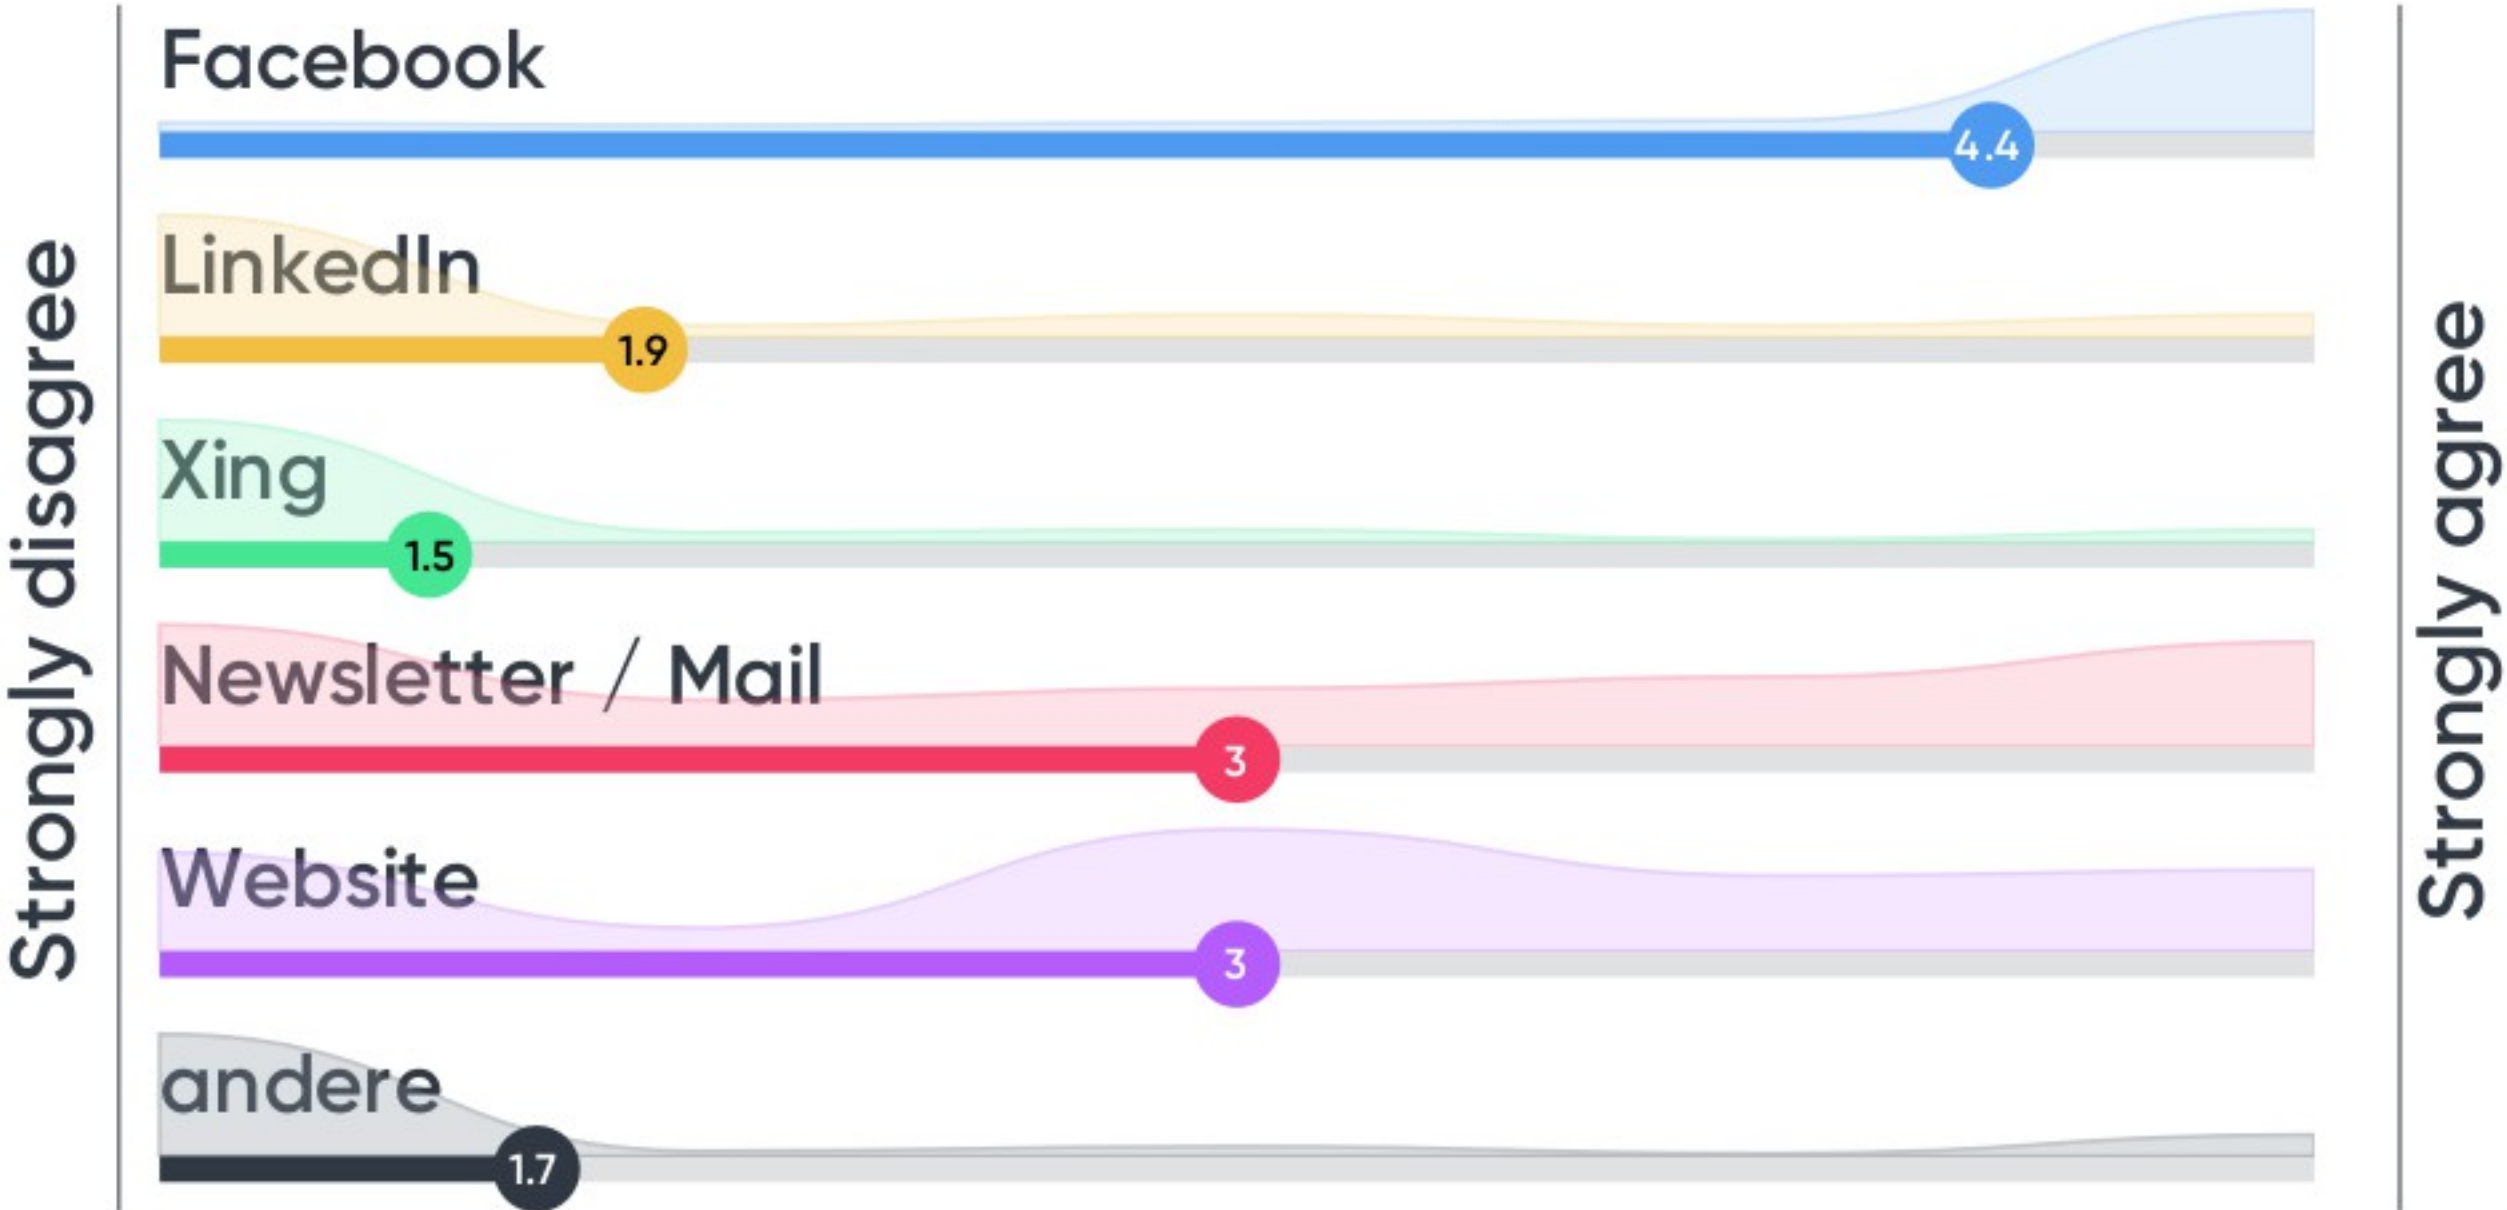 Strongly disagree
Facebook
4.4
LinkedIn
1.9
Xing
1.5
Newsletter / Mail
3
Website
3
andere
1.7
Strongly agree